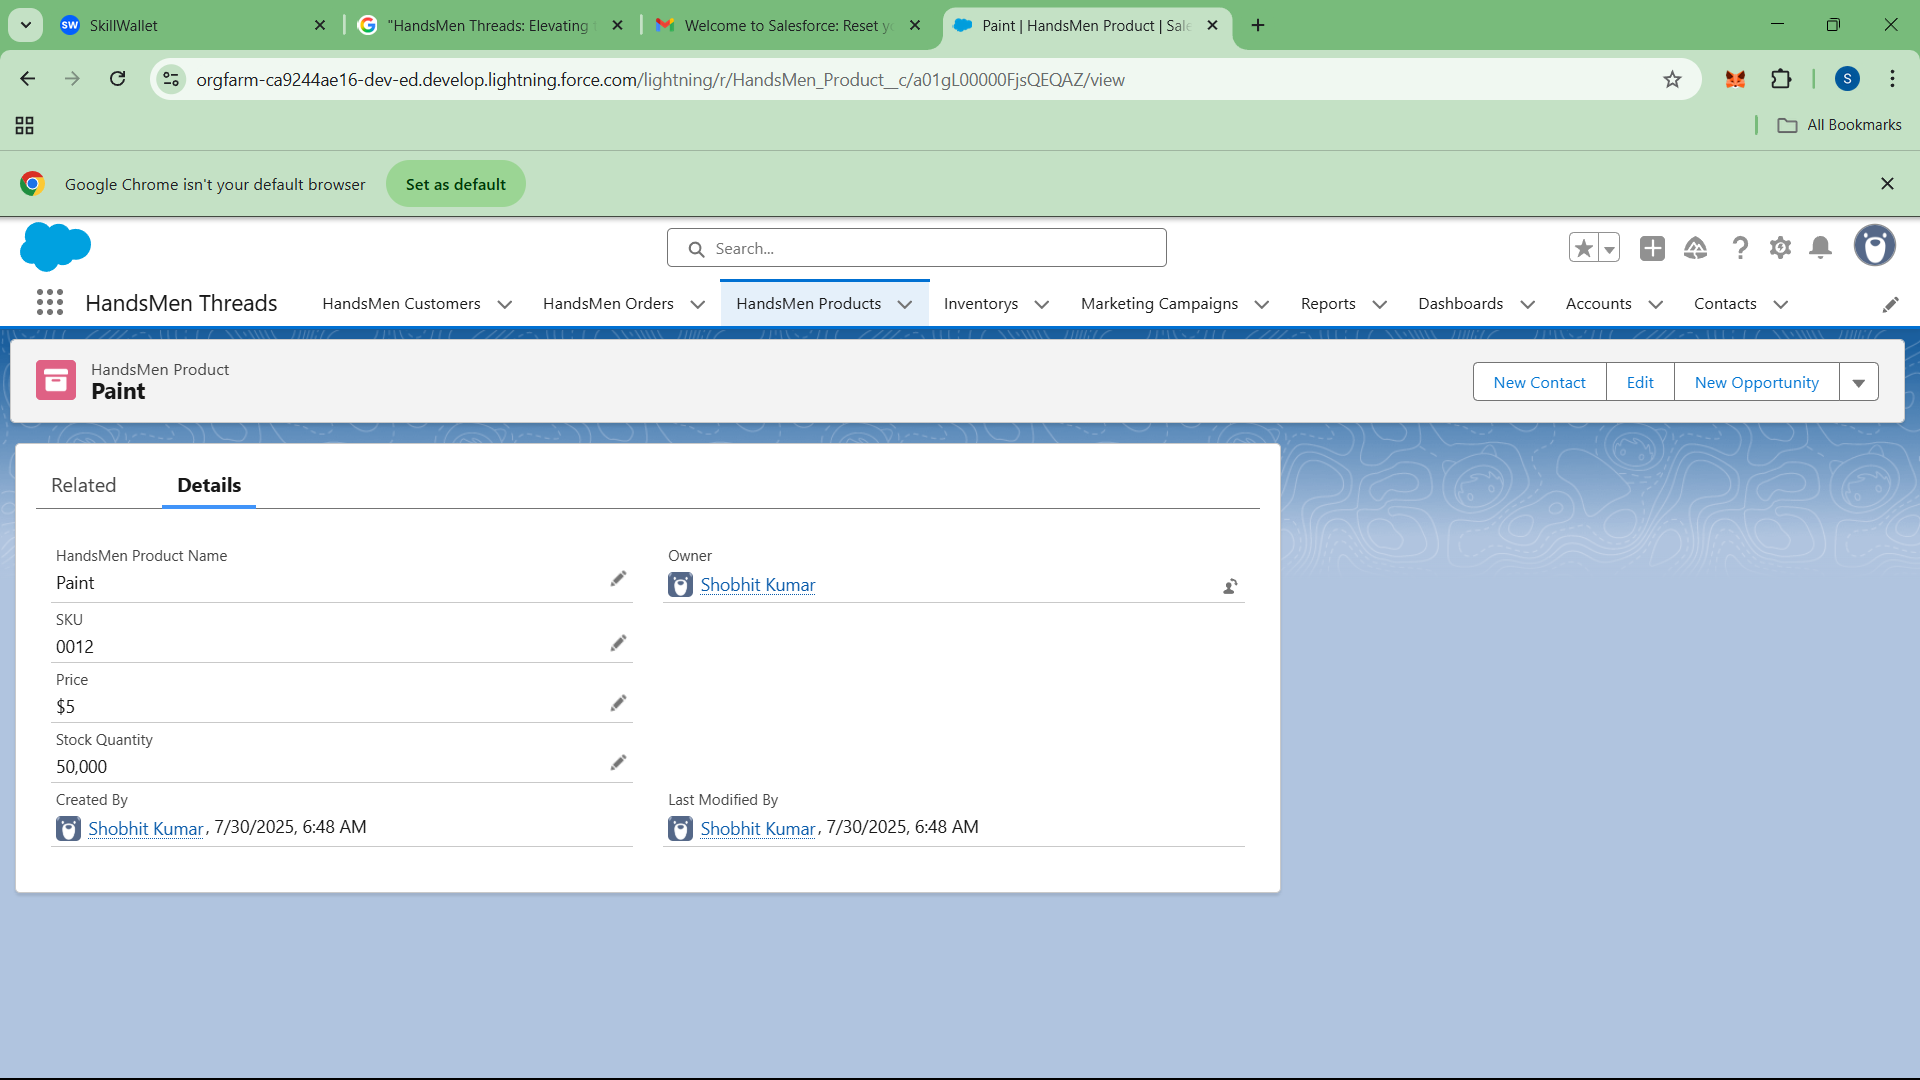 SW SkillWallet
"HandsMen Threads: Elevating
Welcome to Salesforce: Reset yo
Paint | HandsMen Product | Sale
orgfarm-ca9244ae16-dev-ed.develop.lightning.force.com/lightning/r/HandsMen_Product__c/a01gL00000FjsQEQAZ/view
S
All Bookmarks
Google Chrome isn't your default browser
Set as default
Search...
HandsMen Threads
HandsMen Customers
HandsMen Orders
HandsMen Products
Inventorys
Marketing Campaigns
Reports
Dashboards
Accounts
Contacts
HandsMen Product
Paint
New Contact
Edit
New Opportunity
Related
Details
HandsMen Product Name
Paint
Owner
Shobhit Kumar
SKU
0012
Price
$5
Stock Quantity
50,000
Created By
Shobhit Kumar, 7/30/2025, 6:48 AM
Last Modified By
Shobhit Kumar, 7/30/2025, 6:48 AM